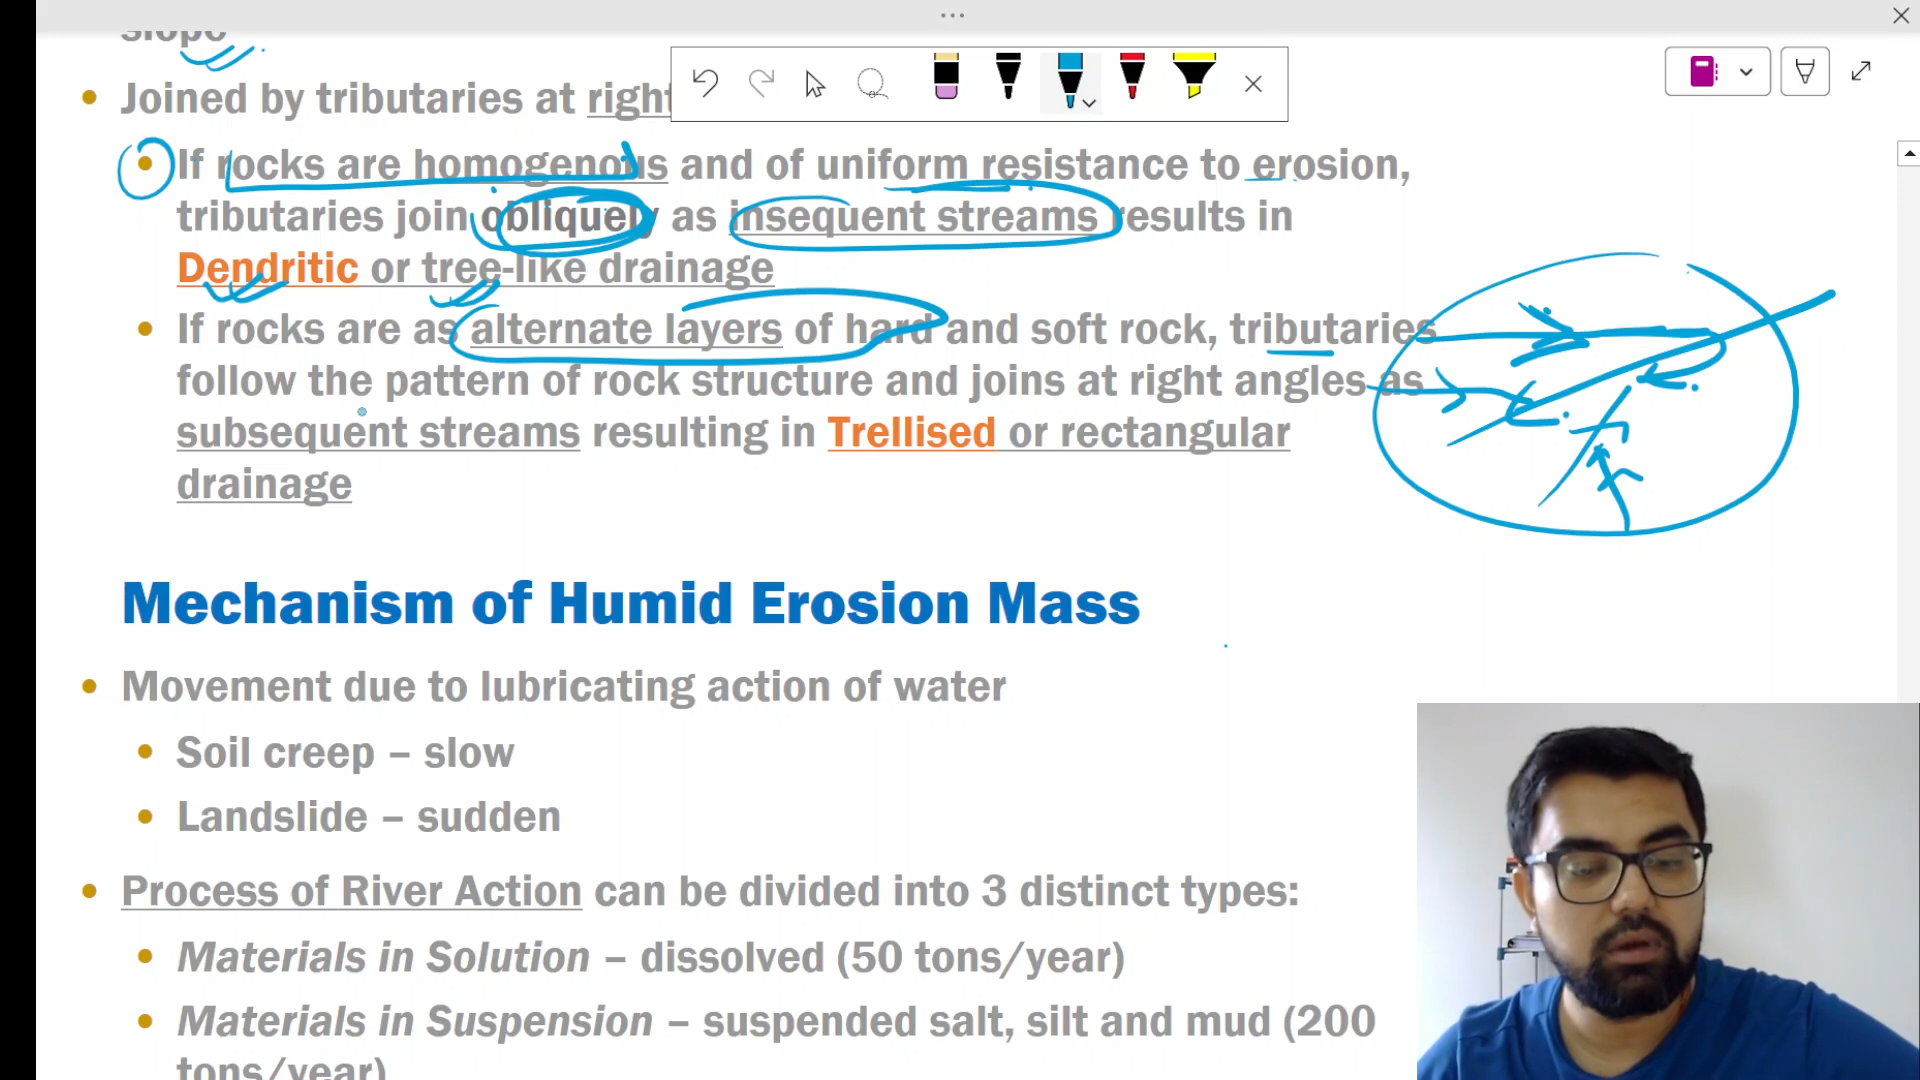 slope
Joined by tributaries at right
If rocks are homogenous and of uniform resistance to erosion,
tributaries join obliquely as insequent streams results in
Dendritic or tree-like drainage
If rocks are as alternate layers of hard and soft rock, tributaries
follow the pattern of rock structure and joins at right angles as
subsequent streams resulting in Trellised or rectangular
drainage
Mechanism of Humid Erosion Mass
Movement due to lubricating action of water
Soil creep – slow
Landslide – sudden
Process of River Action can be divided into 3 distinct types:
Materials in Solution – dissolved (50 tons/year)
Materials in Suspension – suspended salt, silt and mud (200
tons/year)